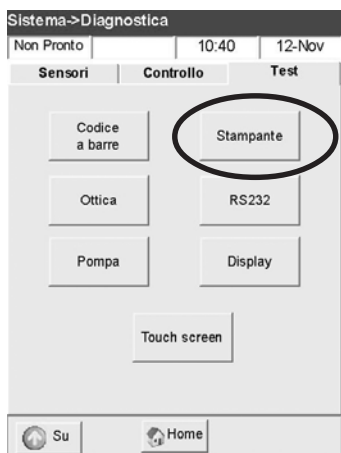 Sistema->Diagnostica
Non Pronto 10:40 12-Nov
Sensori Controllo Test
Codice
a barre
Stampante
Ottica RS232
Pompa Display
Touch screen
Su Home